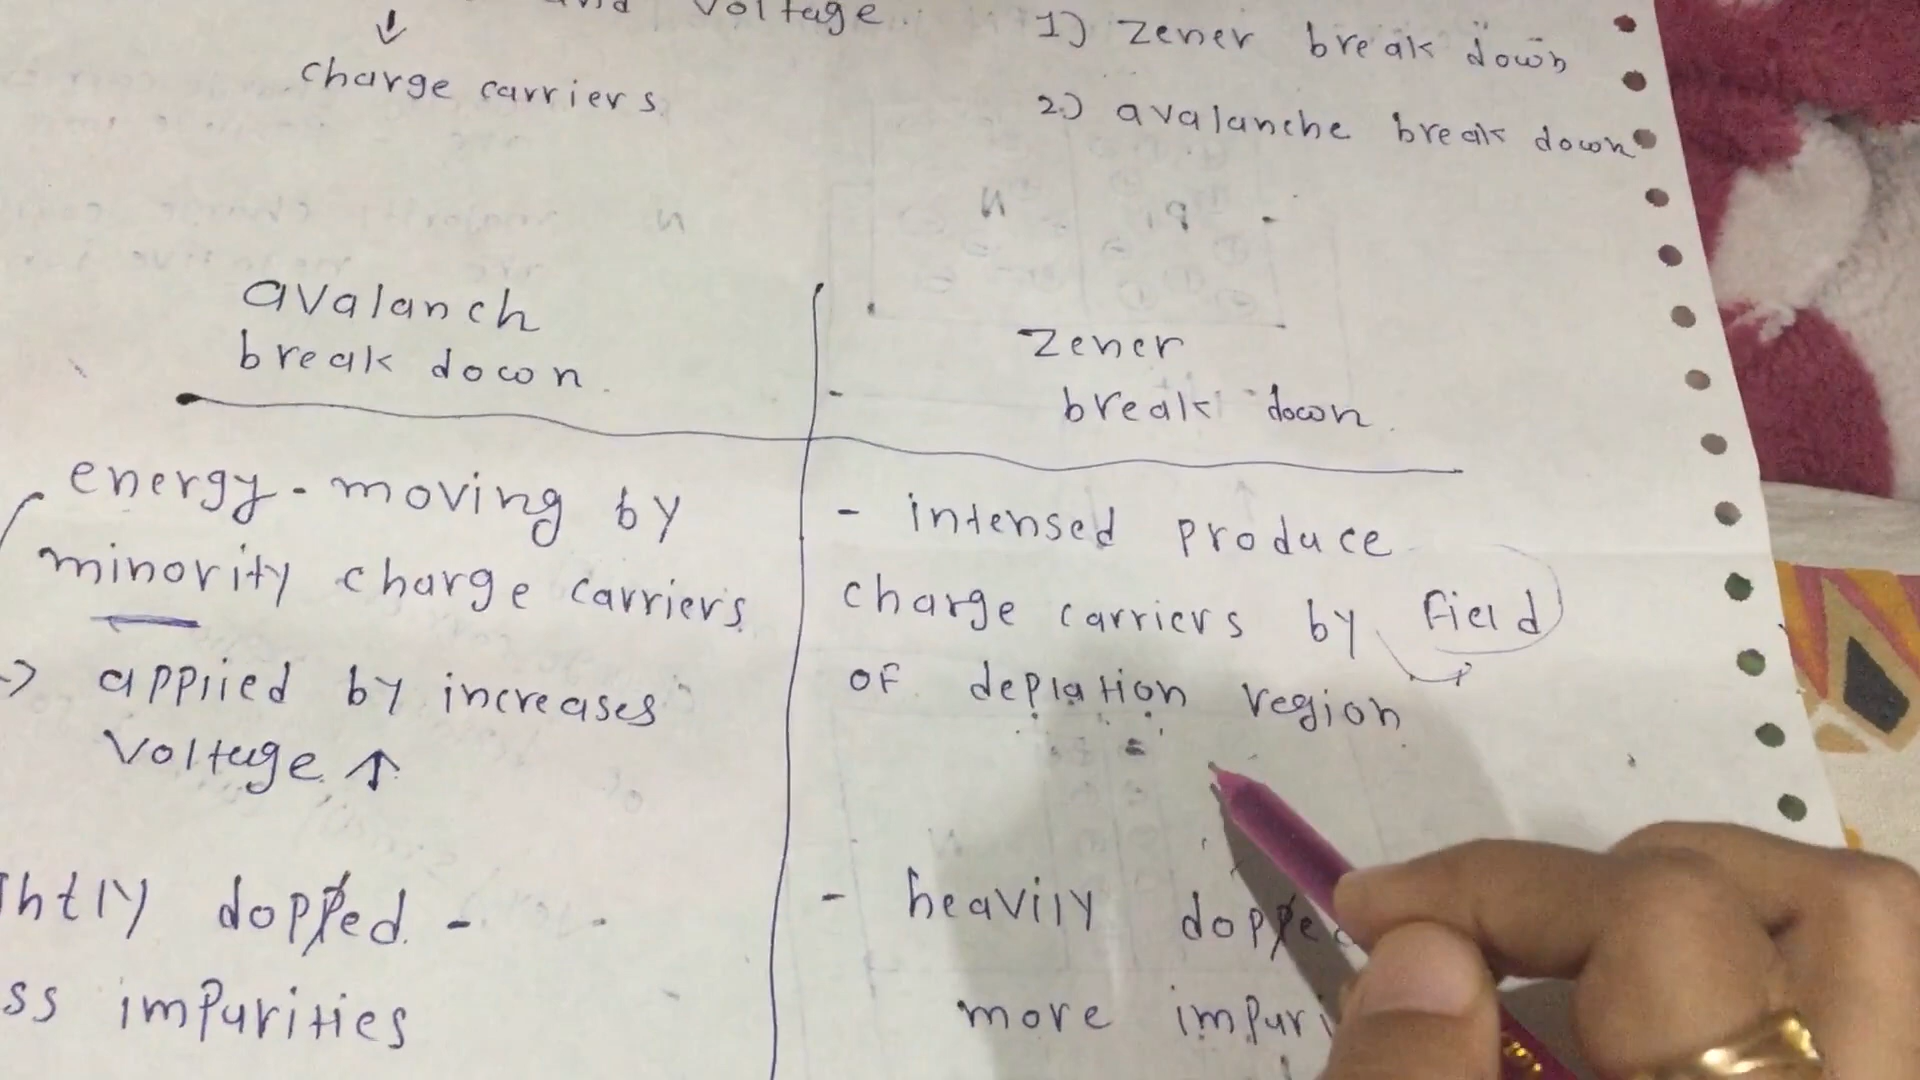 voltage.
charge carriers
1) zener break down
2) avalanche break down
avalanch
break down
energy - moving by
minority charge carriers
-> applied by increases
voltage ↑
htly dopped -
ss impurities
zener
break down
- intensed produce
charge carriers by field
of deplation region
- heavily doppe
more impuri